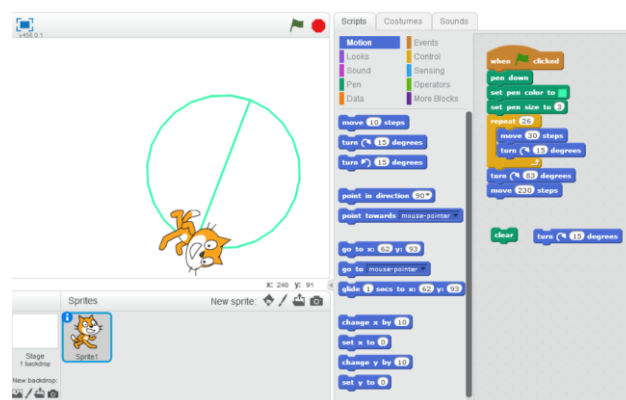 v450.0.1
X: 240 y: 91
Sprites
New sprite:
Stage
1 backdrop
New backdrop:
Sprite1
Scripts
Costumes
Sounds
Motion
Events
Looks
Control
Sound
Sensing
Pen
Operators
Data
More Blocks
move 10 steps
turn 15 degrees
turn 15 degrees
point in direction 90
point towards mouse-pointer
go to x: 62 y: 93
go to mouse-pointer
glide 1 secs to x: 62 y: 93
change x by 10
set x to 0
change y by 10
set y to 0
when clicked
pen down
set pen color to
set pen size to 3
repeat 26
move 30 steps
turn 15 degrees
turn 83 degrees
move 230 steps
clear
turn 15 degrees